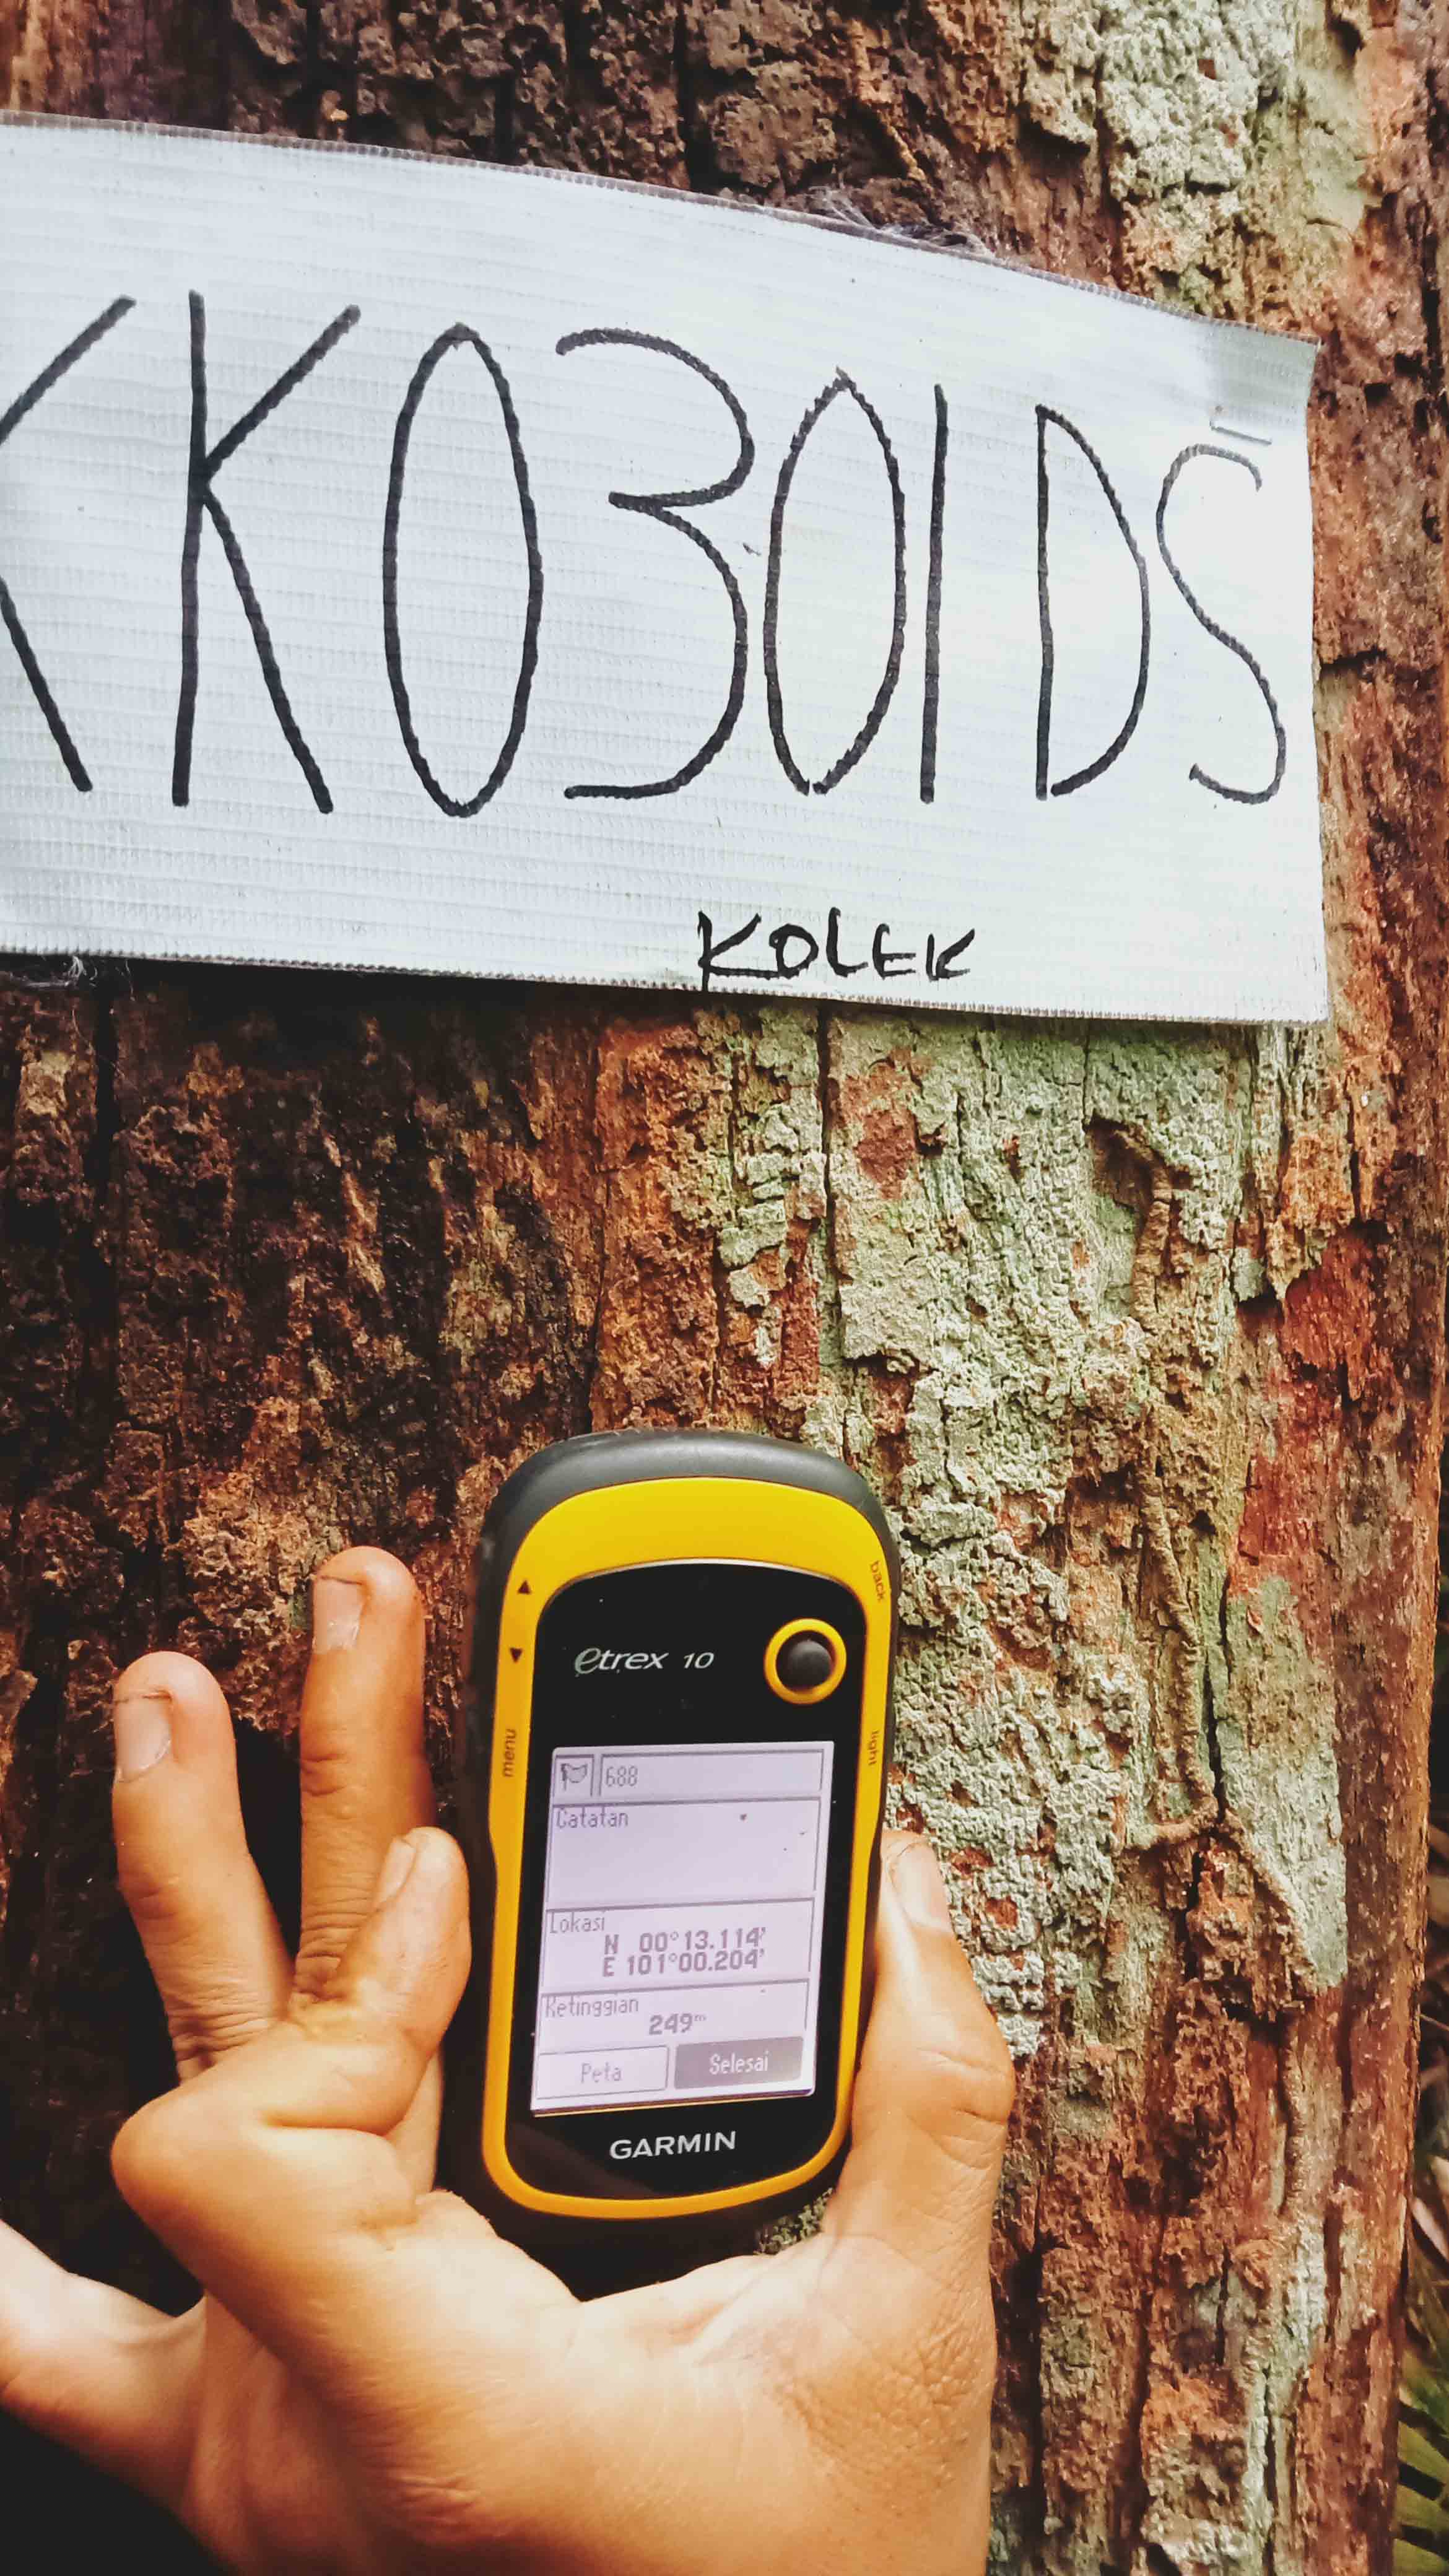 KK0301DS
KOLEK
back
etrex 10
menu
light
688
Catatan
Lokasi
N 00°13.114'
E 101°00.204'
Ketinggian
249m
Peta Selesai
GARMIN